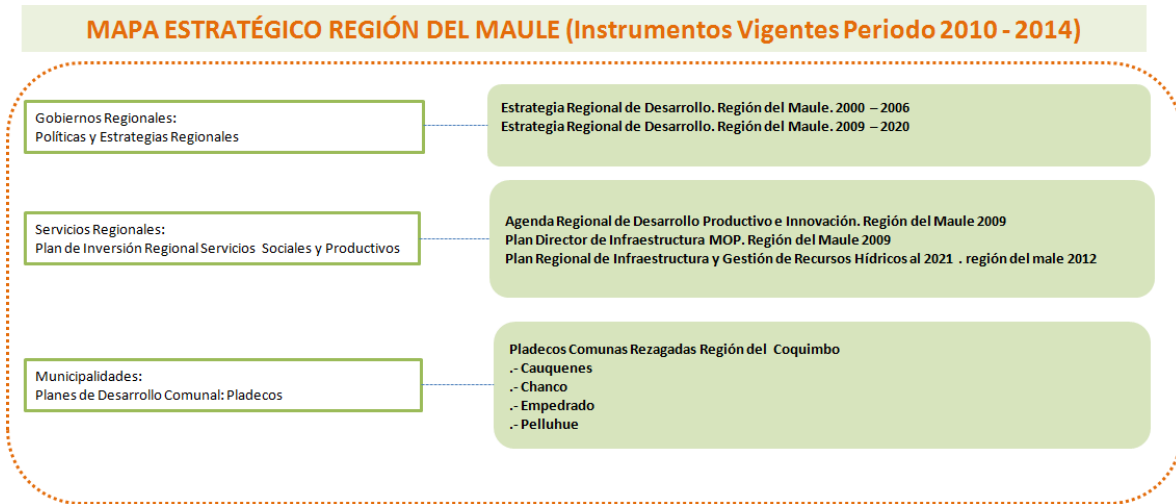 MAPA ESTRATÉGICO REGIÓN DEL MAULE (Instrumentos Vigentes Periodo 2010 - 2014)
Gobiernos Regionales:
Políticas y Estrategias Regionales
Estrategia Regional de Desarrollo. Región del Maule. 2000 – 2006
Estrategia Regional de Desarrollo. Región del Maule. 2009 – 2020
Servicios Regionales:
Plan de Inversión Regional Servicios Sociales y Productivos
Agenda Regional de Desarrollo Productivo e Innovación. Región del Maule 2009
Plan Director de Infraestructura MOP. Región del Maule 2009
Plan Regional de Infraestructura y Gestión de Recursos Hídricos al 2021 . región del male 2012
Municipalidades:
Planes de Desarrollo Comunal: Pladecos
Pladecos Comunas Rezagadas Región del Coquimbo
.- Cauquenes
.- Chanco
.- Empedrado
.- Pelluhue